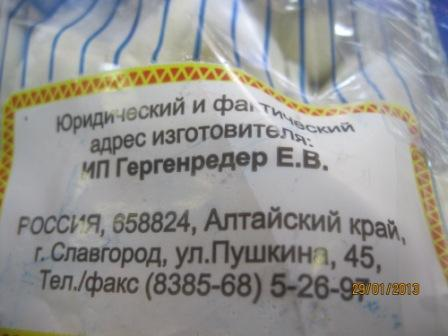 Юридический и фактический
адрес изготовителя:
ИП Гергенредер Е.В.
РОССИЯ, 658824, Алтайский край,
г. Славгород, ул.Пушкина, 45,
Тел./факс (8385-68) 5-26-97
29/01/2013